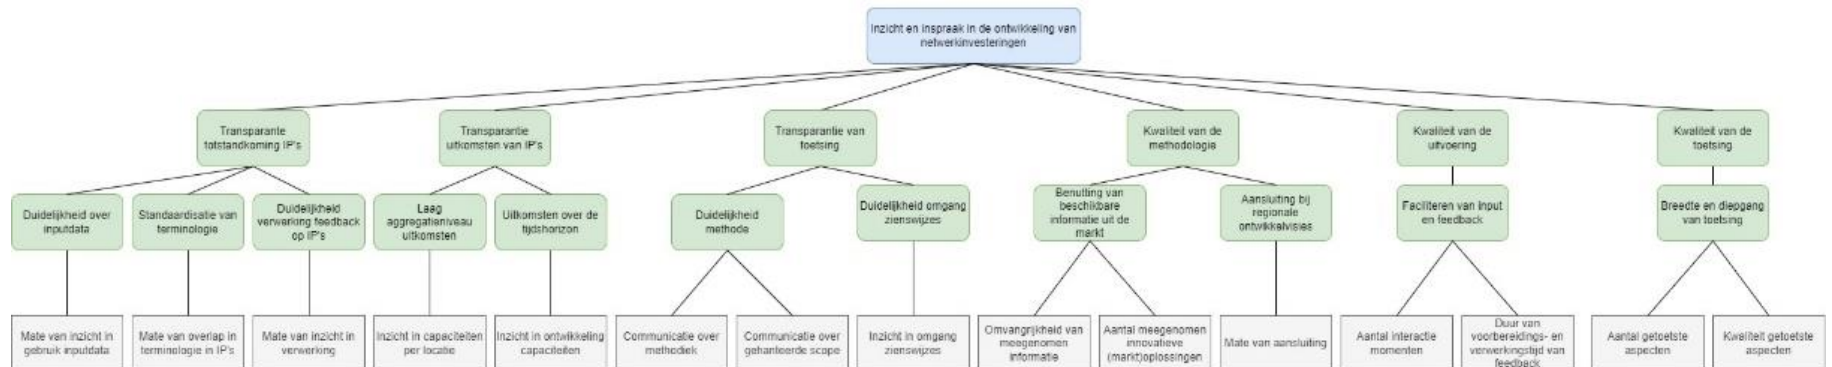 Inzicht en inspraak in de ontwikkeling van
netwerkinvesteringen
Transparante
totstandkoming IP's
Transparantie
uitkomsten van IP's
Transparantie van
toetsing
Kwaliteit van de
methodologie
Kwaliteit van de
uitvoering
Kwaliteit van de
toetsing
Duidelijkheid over
inputdata
Standaardisatie van
terminologie
Duidelijkheid
verwerking feedback
op IP's
Laag
aggregatieniveau
uitkomsten
Uitkomsten over de
tijdshorizon
Duidelijkheid
methode
Duidelijkheid omgang
zienswijzes
Benutting van
beschikbare
informatie uit de
markt
Aansluiting bij
regionale
ontwikkelvisies
Faciliteren van input
en feedback
Breedte en diepgang
van toetsing
Mate van inzicht in
gebruik inputdata
Mate van overlap in
terminologie in IP's
Mate van inzicht in
verwerking
Inzicht in capaciteiten
per locatie
Inzicht in ontwikkeling
capaciteiten
Communicatie over
methodiek
Communicatie over
gehanteerde scope
Inzicht in omgang
zienswijzes
Omvangrijkheid van
meegenomen
informatie
Aantal meegenomen
innovatieve
(markt)oplossingen
Mate van aansluiting
Aantal interactie
momenten
Duur van
voorbereidings- en
verwerkingstijd van
feedback
Aantal getoetste
aspecten
Kwaliteit getoetste
aspecten